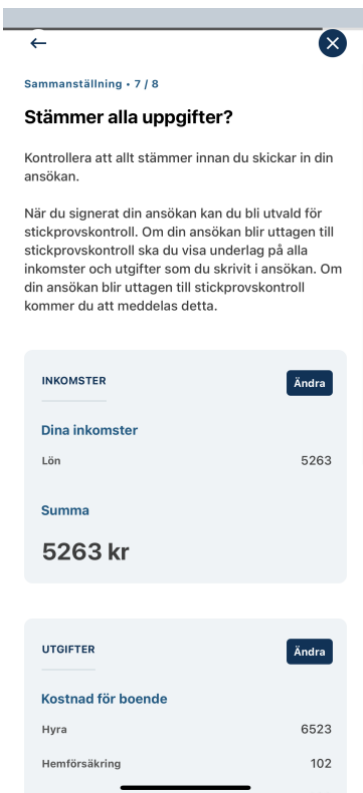 Sammanställning • 7 / 8
Stämmer alla uppgifter?
Kontrollera att allt stämmer innan du skickar in din
ansökan.
När du signerat din ansökan kan du bli utvald för
stickprovskontroll. Om din ansökan blir uttagen till
stickprovskontroll ska du visa underlag på alla
inkomster och utgifter som du skrivit i ansökan. Om
din ansökan blir uttagen till stickprovskontroll
kommer du att meddelas detta.
INKOMSTER Ändra
Dina inkomster
Lön 5263
Summa
5263 kr
UTGIFTER Ändra
Kostnad för boende
Hyra 6523
Hemförsäkring 102